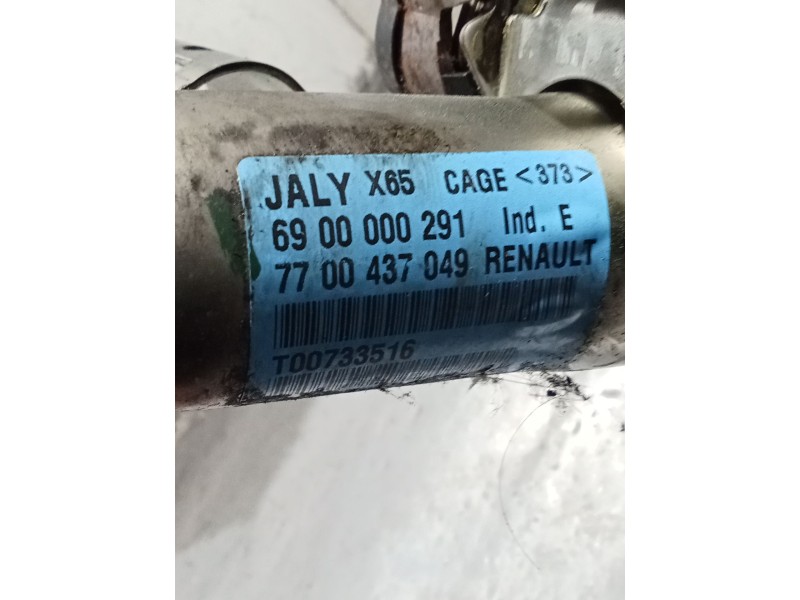 JALY X65 CAGE <373>
69 00 000 291 Ind. E
77 00 437 049 RENAULT
T00733516